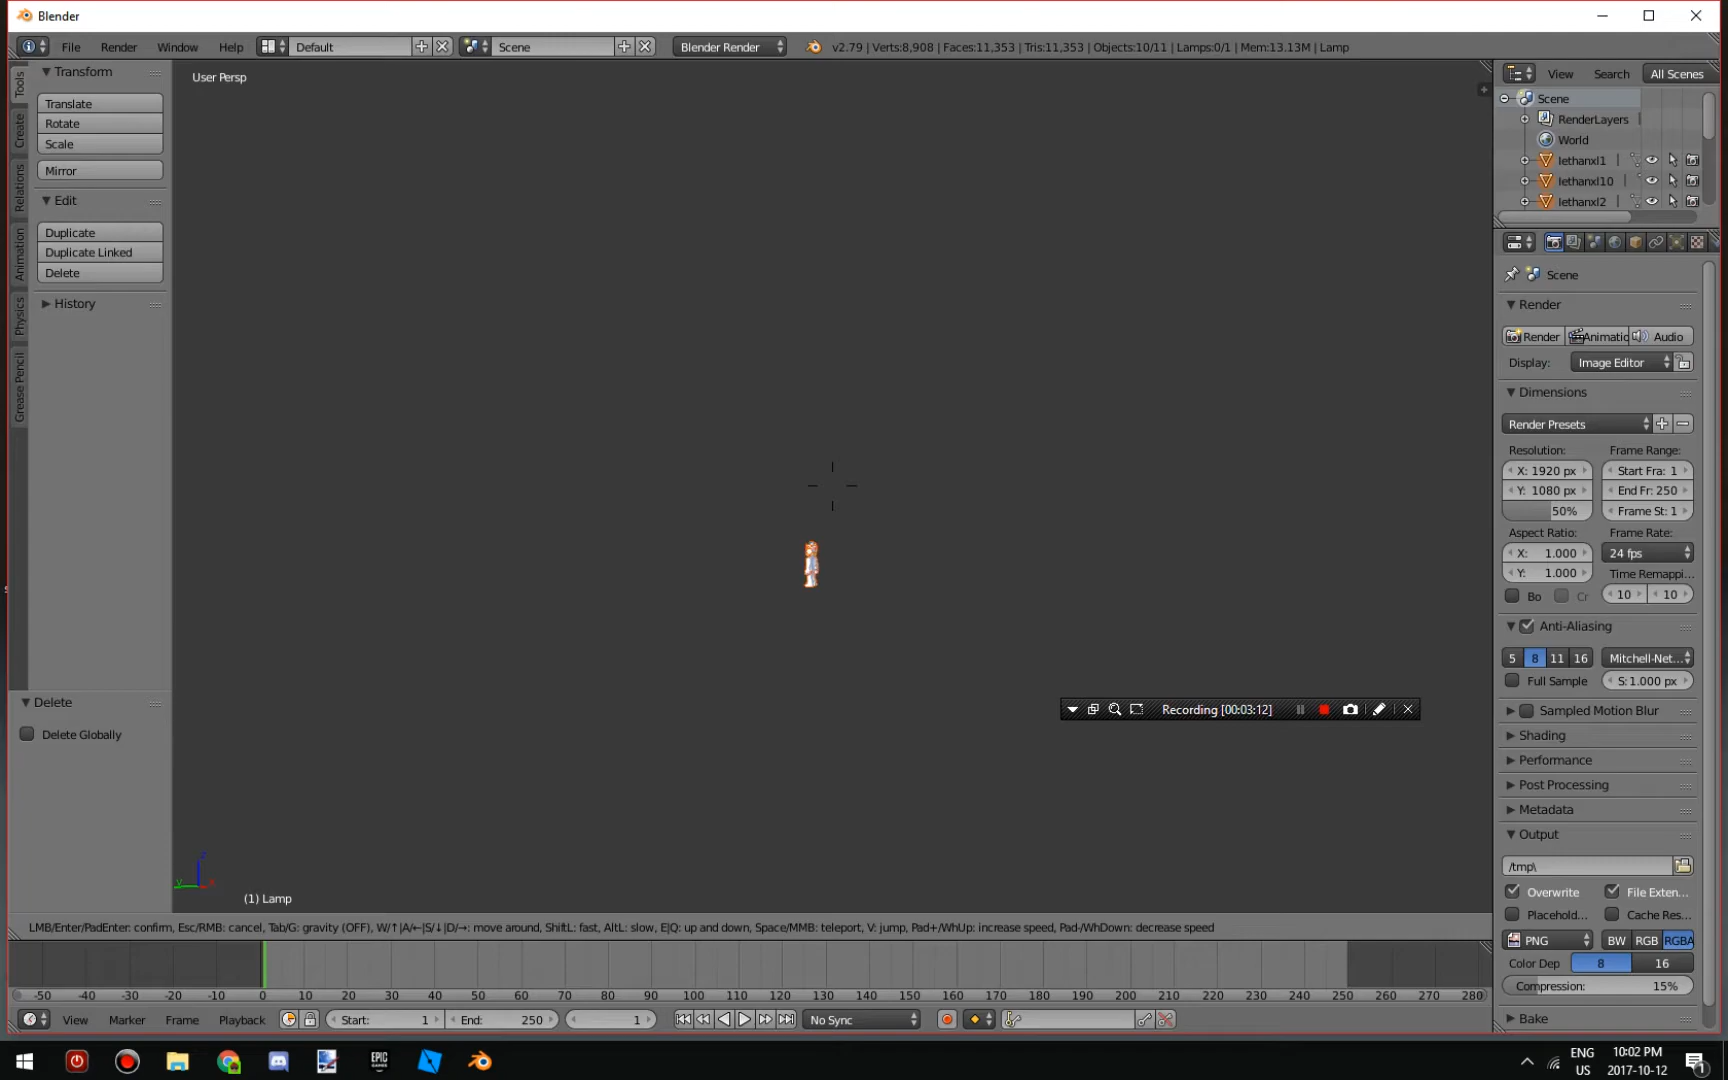 Blender
File Render Window Help Default Scene Blender Render v2.79 | Verts:8,908 | Faces:11,353 | Tris:11,353 | Objects:10/11 | Lamps:0/1 | Mem:13.13M | Lamp
Tools
Create
Relations
Animation
Physics
Grease Pencil
Transform
Translate
Rotate
Scale
Mirror
Edit
Duplicate
Duplicate Linked
Delete
History
Delete
Delete Globally
User Persp
Recording [00:03:12]
z
y x
(1) Lamp
LMB/Enter/PadEnter: confirm, Esc/RMB: cancel, Tab/G: gravity (OFF), W/↑|A/←|S/↓|D/→: move around, ShiftL: fast, AltL: slow, E|Q: up and down, Space/MMB: teleport, V: jump, Pad+/WhUp: increase speed, Pad-/WhDown: decrease speed
View Search All Scenes
Scene
RenderLayers
World
lethanxl1
lethanxl10
lethanxl2
Scene
Render
Render Animatic Audio
Display: Image Editor
Dimensions
Render Presets
Resolution: Frame Range:
X: 1920 px Start Fra: 1
Y: 1080 px End Fr: 250
50% Frame St: 1
Aspect Ratio: Frame Rate:
X: 1.000 24 fps
Y: 1.000 Time Remappi...
Bo Cr 10 10
Anti-Aliasing
5 8 11 16 Mitchell-Net...
Full Sample S: 1.000 px
Sampled Motion Blur
Shading
Performance
Post Processing
Metadata
Output
/tmp\
Overwrite File Exten...
Placehold... Cache Res...
PNG BW RGB RGBA
Color Dep 8 16
Compression: 15%
Bake
-50 -40 -30 -20 -10 0 10 20 30 40 50 60 70 80 90 100 110 120 130 140 150 160 170 180 190 200 210 220 230 240 250 260 270 280
View Marker Frame Playback Start: 1 End: 250 1 No Sync
EPIC GAMES
ENG 10:02 PM
US 2017-10-12
1